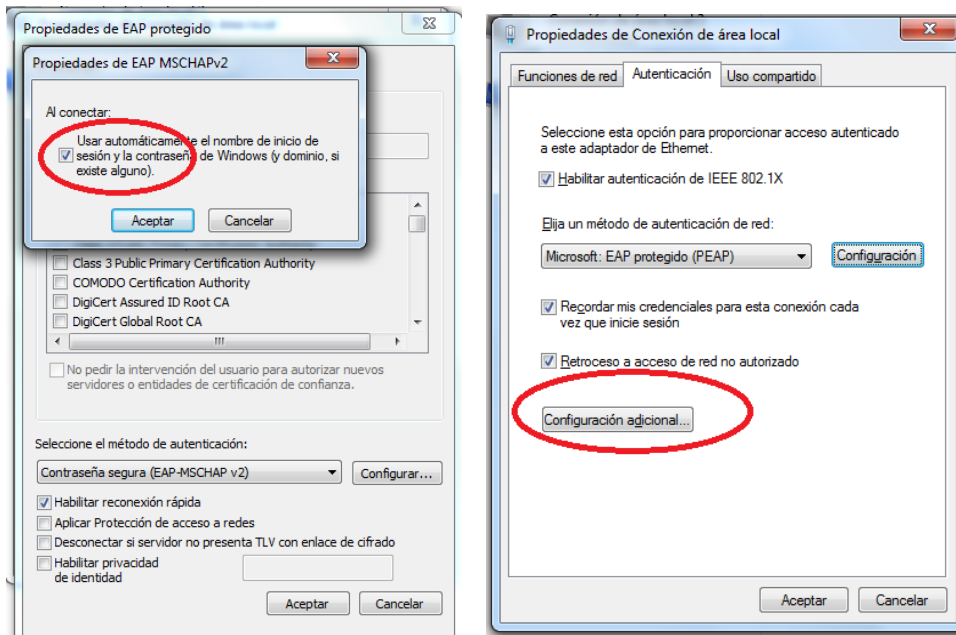 Propiedades de EAP protegido
Propiedades de EAP MSCHAPv2
Al conectar:
Usar automáticamente el nombre de inicio de
sesión y la contraseña de Windows (y dominio, si
existe alguno).
Aceptar
Cancelar
Class 3 Public Primary Certification Authority
COMODO Certification Authority
DigiCert Assured ID Root CA
DigiCert Global Root CA
No pedir la intervención del usuario para autorizar nuevos
servidores o entidades de certificación de confianza.
Seleccione el método de autenticación:
Contraseña segura (EAP-MSCHAP v2)
Configurar...
Habilitar reconexión rápida
Aplicar Protección de acceso a redes
Desconectar si servidor no presenta TLV con enlace de cifrado
Habilitar privacidad
de identidad
Aceptar
Cancelar
Propiedades de Conexión de área local
Funciones de red
Autenticación
Uso compartido
Seleccione esta opción para proporcionar acceso autenticado
a este adaptador de Ethernet.
Habilitar autenticación de IEEE 802.1X
Elija un método de autenticación de red:
Microsoft: EAP protegido (PEAP)
Configuración
Recordar mis credenciales para esta conexión cada
vez que inicie sesión
Retroceso a acceso de red no autorizado
Configuración adicional...
Aceptar
Cancelar